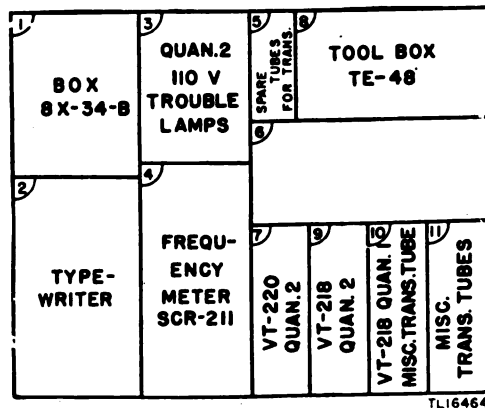 1
BOX
8X-34-B
2
TYPE-
WRITER
3
QUAN.2
110 V
TROUBLE
LAMPS
4
FREQU-
ENCY
METER
SCR-211
5
SPARE
TUBES
FOR TRANS.
8
TOOL BOX
TE-48
6
7
VT-220
QUAN.2
9
VT-218
QUAN. 2
10
VT-218 QUAN. 1
MISC.TRANS.TUBE
11
MISC.
TRANS. TUBES
TL16464